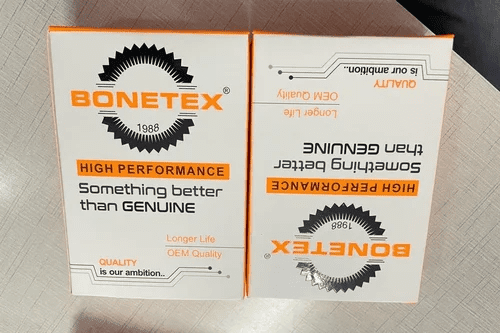 BONETEX®
1988
HIGH PERFORMANCE
Something better
than GENUINE
Longer Life
OEM Quality
QUALITY
is our ambition..
BONETEX®
1988
HIGH PERFORMANCE
Something better
than GENUINE
Longer Life
OEM Quality
QUALITY
is our ambition..